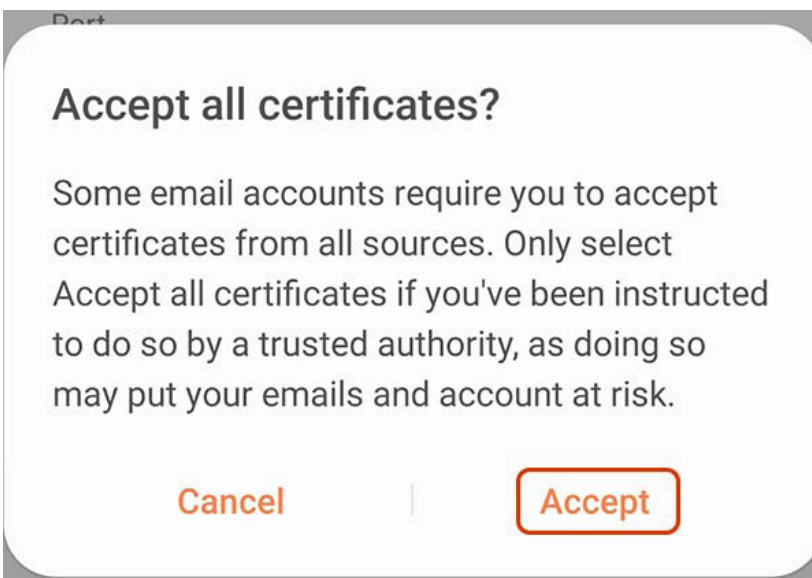 Port
Accept all certificates?
Some email accounts require you to accept
certificates from all sources. Only select
Accept all certificates if you've been instructed
to do so by a trusted authority, as doing so
may put your emails and account at risk.
Cancel
Accept